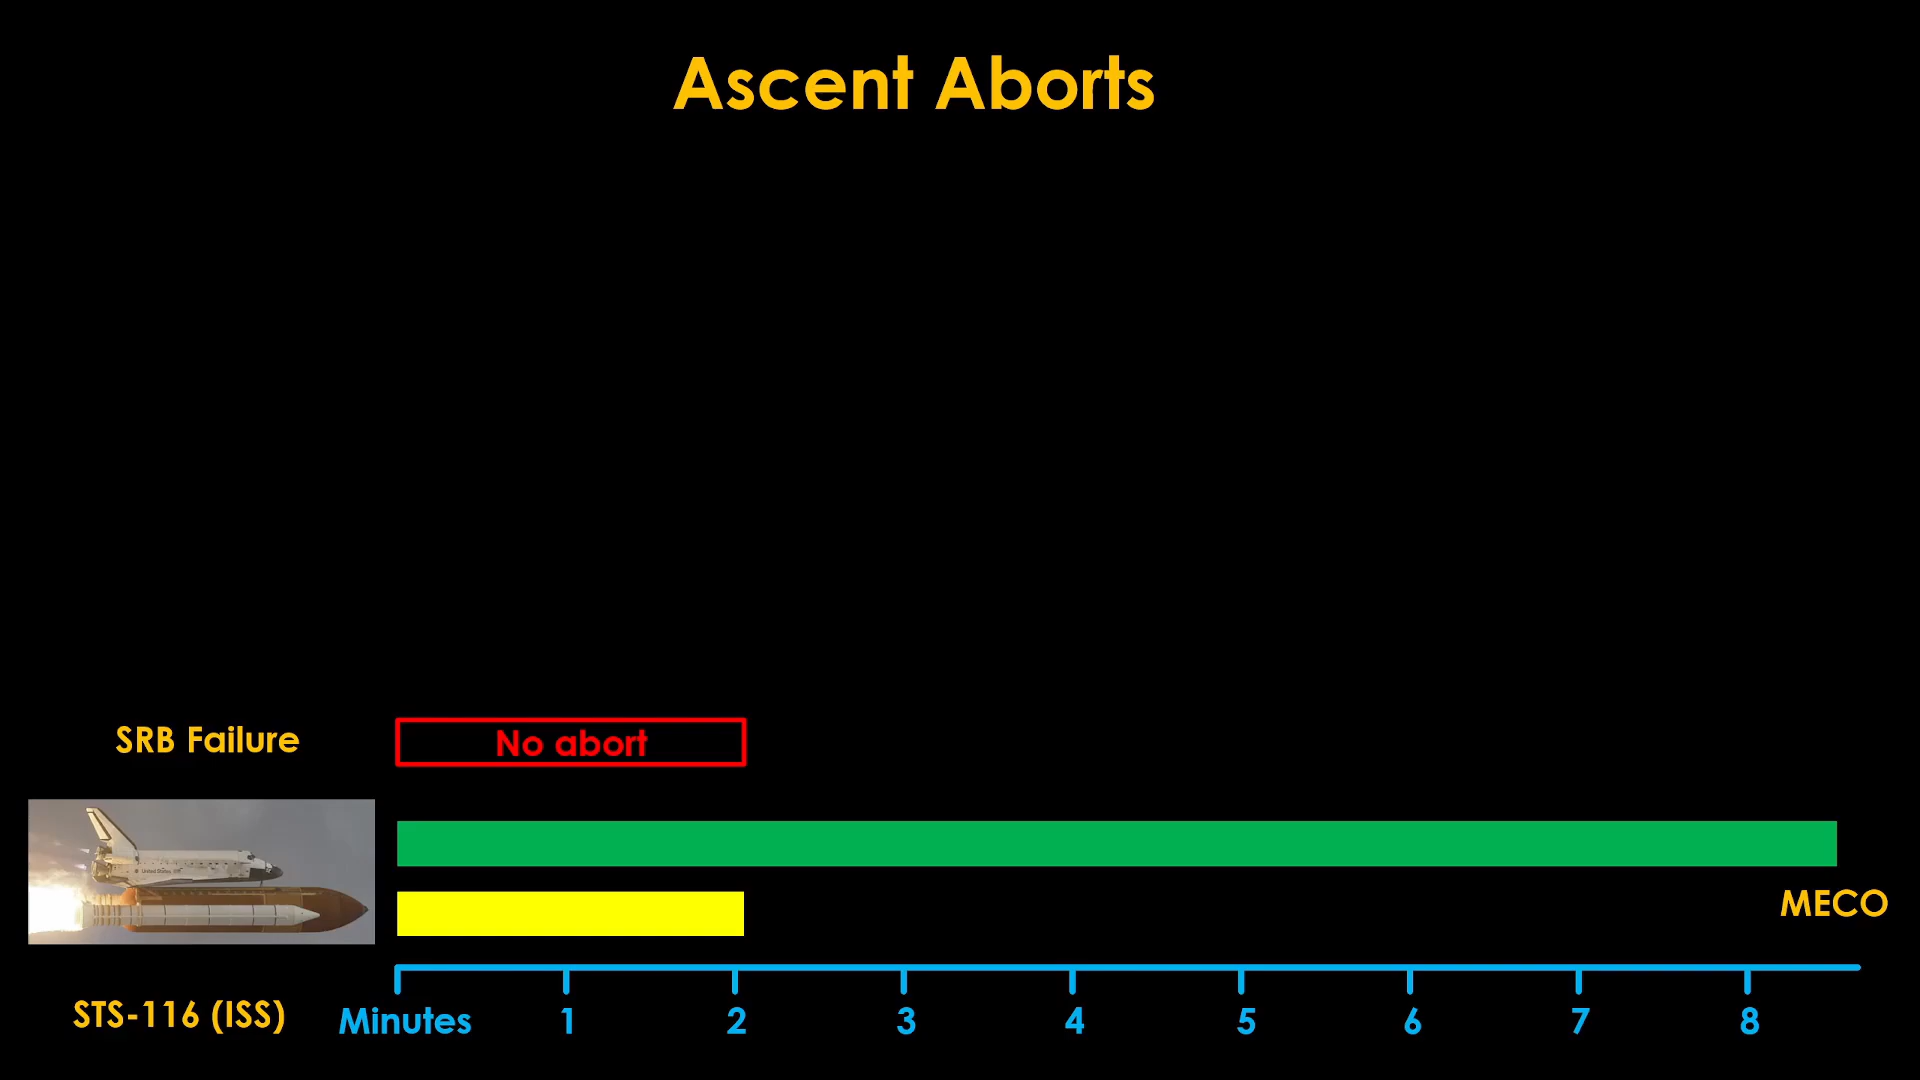 Ascent Aborts
SRB Failure
No abort
MECO
STS-116 (ISS)
Minutes 1 2 3 4 5 6 7 8